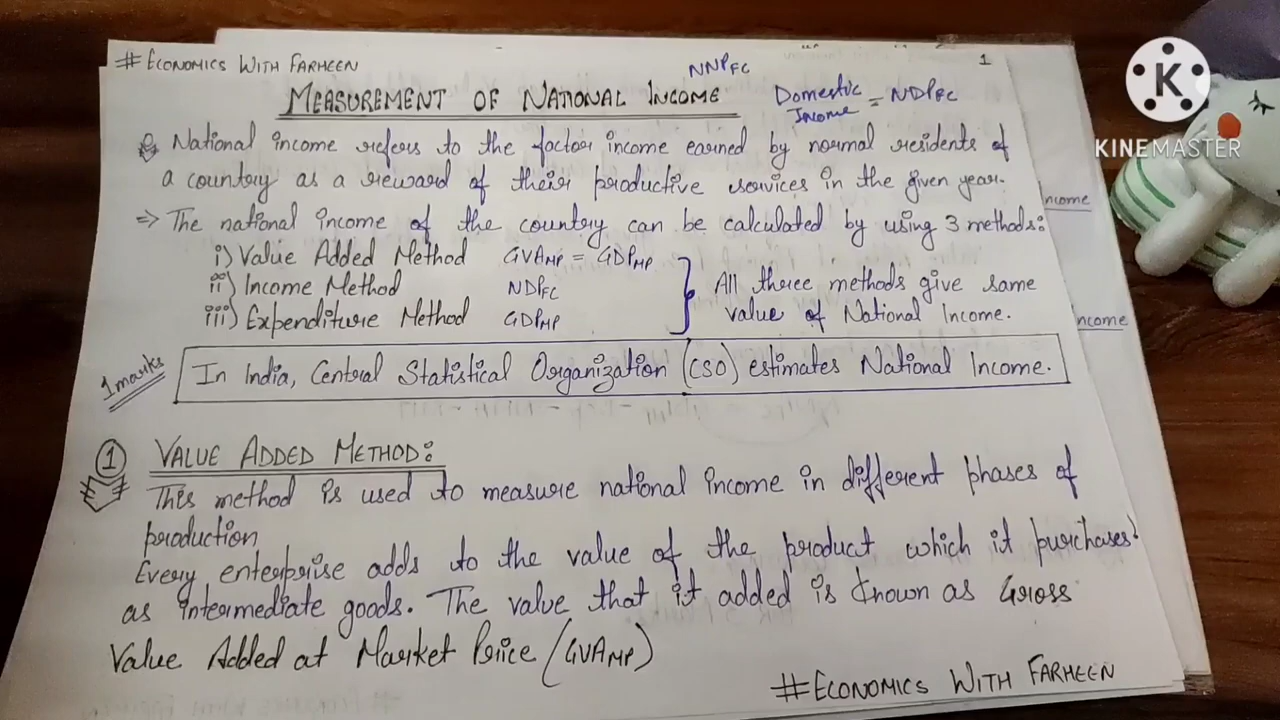 # ECONOMICS WITH FARHEEN
1
NNPFC
MEASUREMENT OF NATIONAL INCOME
Domestic Income = NDPFC
National income refers to the factor income earned by normal residents of
a country as a reward of their productive services in the given year.
⇒ The national income of the country can be calculated by using 3 methods:
i) Value Added Method GVAMP = GDPMP
ii) Income Method NDPFC
iii) Expenditure Method GDPMP
All three methods give same
value of National Income.
1 marks
In India, Central Statistical Organization (CSO) estimates National Income.
1 VALUE ADDED METHOD:
This method is used to measure national income in different phases of
production
Every enterprise adds to the value of the product which it purchases
as intermediate goods. The value that it added is known as Gross
Value Added at Market Price (GVAMP)
# ECONOMICS WITH FARHEEN
ncome
ncome
K
KINEMASTER